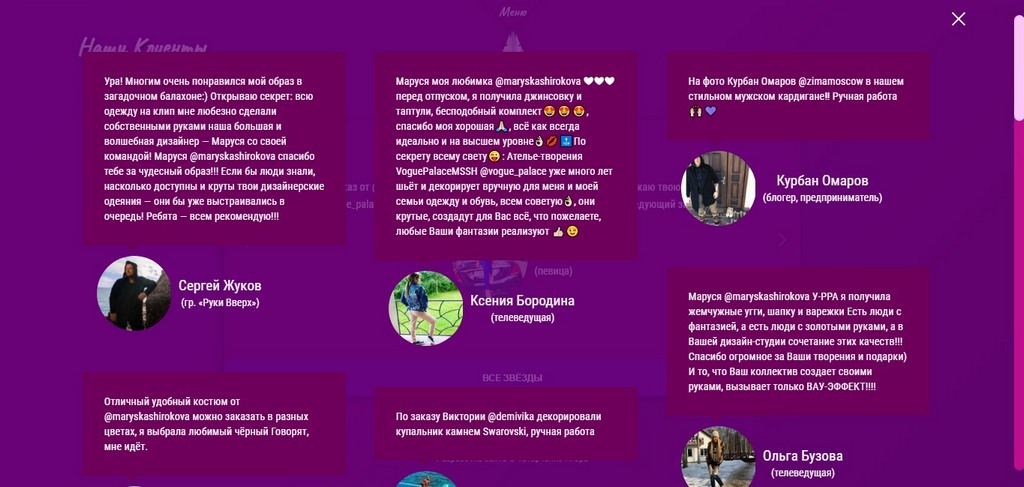 Меню
Наши Клиенты
Ура! Многим очень понравился мой образ в
загадочном балахоне:) Открываю секрет: всю
одежду на клип мне любезно сделали
собственными руками наша большая и
волшебная дизайнер — Маруся со своей
командой! Маруся @maryskashirokova спасибо
тебе за чудесный образ!!! Если бы люди знали,
насколько доступны и круты твои дизайнерские
одеяния — они бы уже выстраивались в
очередь! Ребята — всем рекомендую!!!
Сергей Жуков
(гр. «Руки Вверх»)
Отличный удобный костюм от
@maryskashirokova можно заказать в разных
цветах, я выбрала любимый чёрный Говорят,
мне идёт.
Маруся моя любимка @maryskashirokova 🤍🤍🤍
перед отпуском, я получила джинсовку и
таптули, бесподобный комплект 😍 😍 😍,
спасибо моя хорошая 🙏, всё как всегда
идеально и на высшем уровне👌 💋 🔝 По
секрету всему свету😜: Ателье-творения
VoguePalaceMSSH @vogue_palace уже много лет
шьёт и декорирует вручную для меня и моей
семьи одежду и обувь, всем советую👌, они
крутые, создадут для Вас всё, что пожелаете,
любые Ваши фантазии реализуют 👍 😉
(певица)
Ксения Бородина
(телеведущая)
ВСЕ ЗВЁЗДЫ
По заказу Виктории @demivika декорировали
купальник камнем Swarovski, ручная работа
На фото Курбан Омаров @zimamoscow в нашем
стильном мужском кардигане!! Ручная работа
🙌 💜
Курбан Омаров
(блогер, предприниматель)
Маруся @maryskashirokova У-РРА я получила
жемчужные угги, шапку и варежки Есть люди с
фантазией, а есть люди с золотыми руками, а в
Вашей дизайн-студии сочетание этих качеств!!!
Спасибо огромное за Ваши творения и подарки)
И то, что Ваш коллектив создает своими
руками, вызывает только ВАУ-ЭФФЕКТ!!!!
Ольга Бузова
(телеведущая)